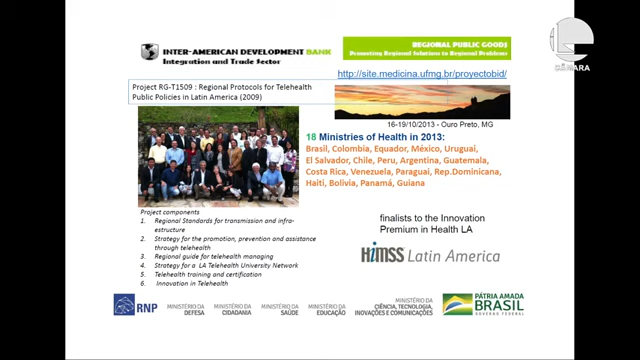 INTER-AMERICAN DEVELOPMENT BANK
Integration and Trade Sector
REGIONAL PUBLIC GOODS
Promoting Regional Solutions to Regional Problems
CÂMARA
http://site.medicina.ufmg.br/proyectobid/
Project RG-T1509 : Regional Protocols for Telehealth
Public Policies in Latin America (2009)
16-19/10/2013 - Ouro Preto, MG
18 Ministries of Health in 2013:
Brasil, Colombia, Equador, México, Uruguai,
El Salvador, Chile, Peru, Argentina, Guatemala,
Costa Rica, Venezuela, Paraguai, Rep.Dominicana,
Haiti, Bolivia, Panamá, Guiana
Project components
1. Regional Standards for transmission and infra-
estructure
2. Strategy for the promotion, prevention and assistance
through telehealth
3. Regional guide for telehealth managing
4. Strategy for a LA Telehealth University Network
5. Telehealth training and certification
6. Innovation in Telehealth
finalists to the Innovation
Premium in Health LA
HIMSS Latin America
RNP
MINISTÉRIO DA
DEFESA
MINISTÉRIO DA
CIDADANIA
MINISTÉRIO DA
SAÚDE
MINISTÉRIO DA
EDUCAÇÃO
MINISTÉRIO DA
CIÊNCIA, TECNOLOGIA,
INOVAÇÕES E COMUNICAÇÕES
PÁTRIA AMADA
BRASIL
GOVERNO FEDERAL